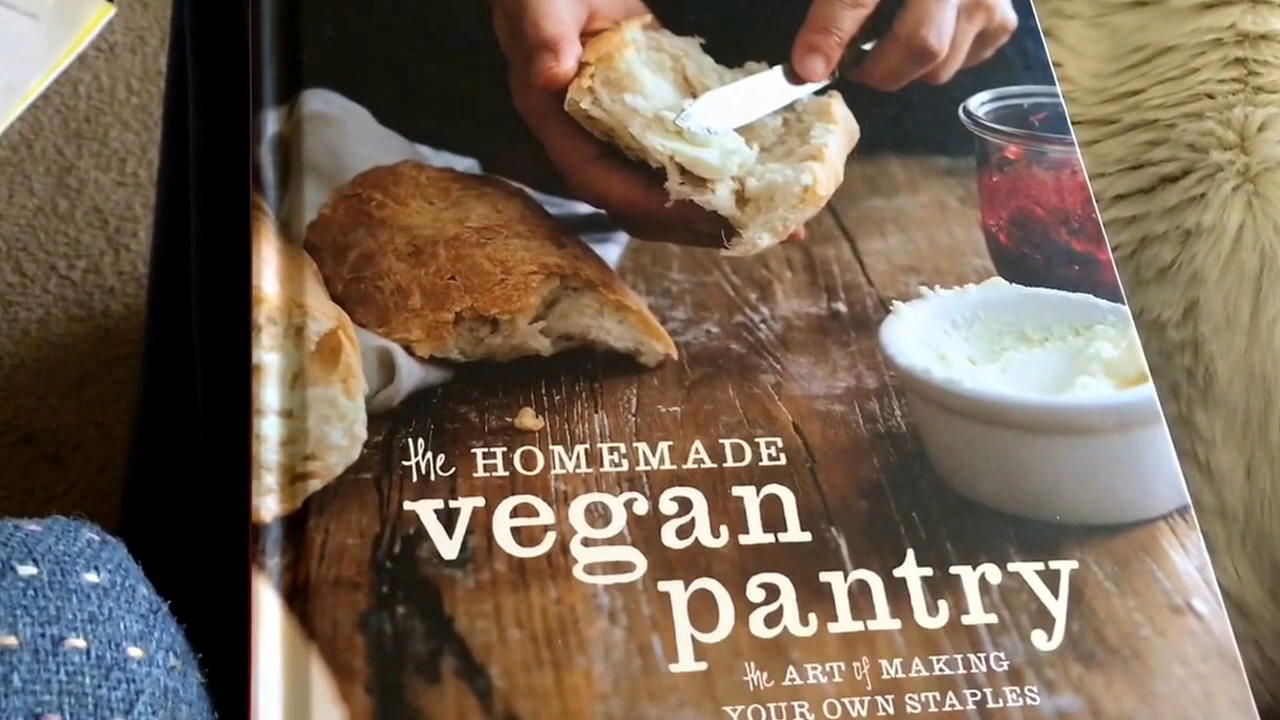 the HOMEMADE
vegan
pantry
the ART of MAKING
YOUR OWN STAPLES